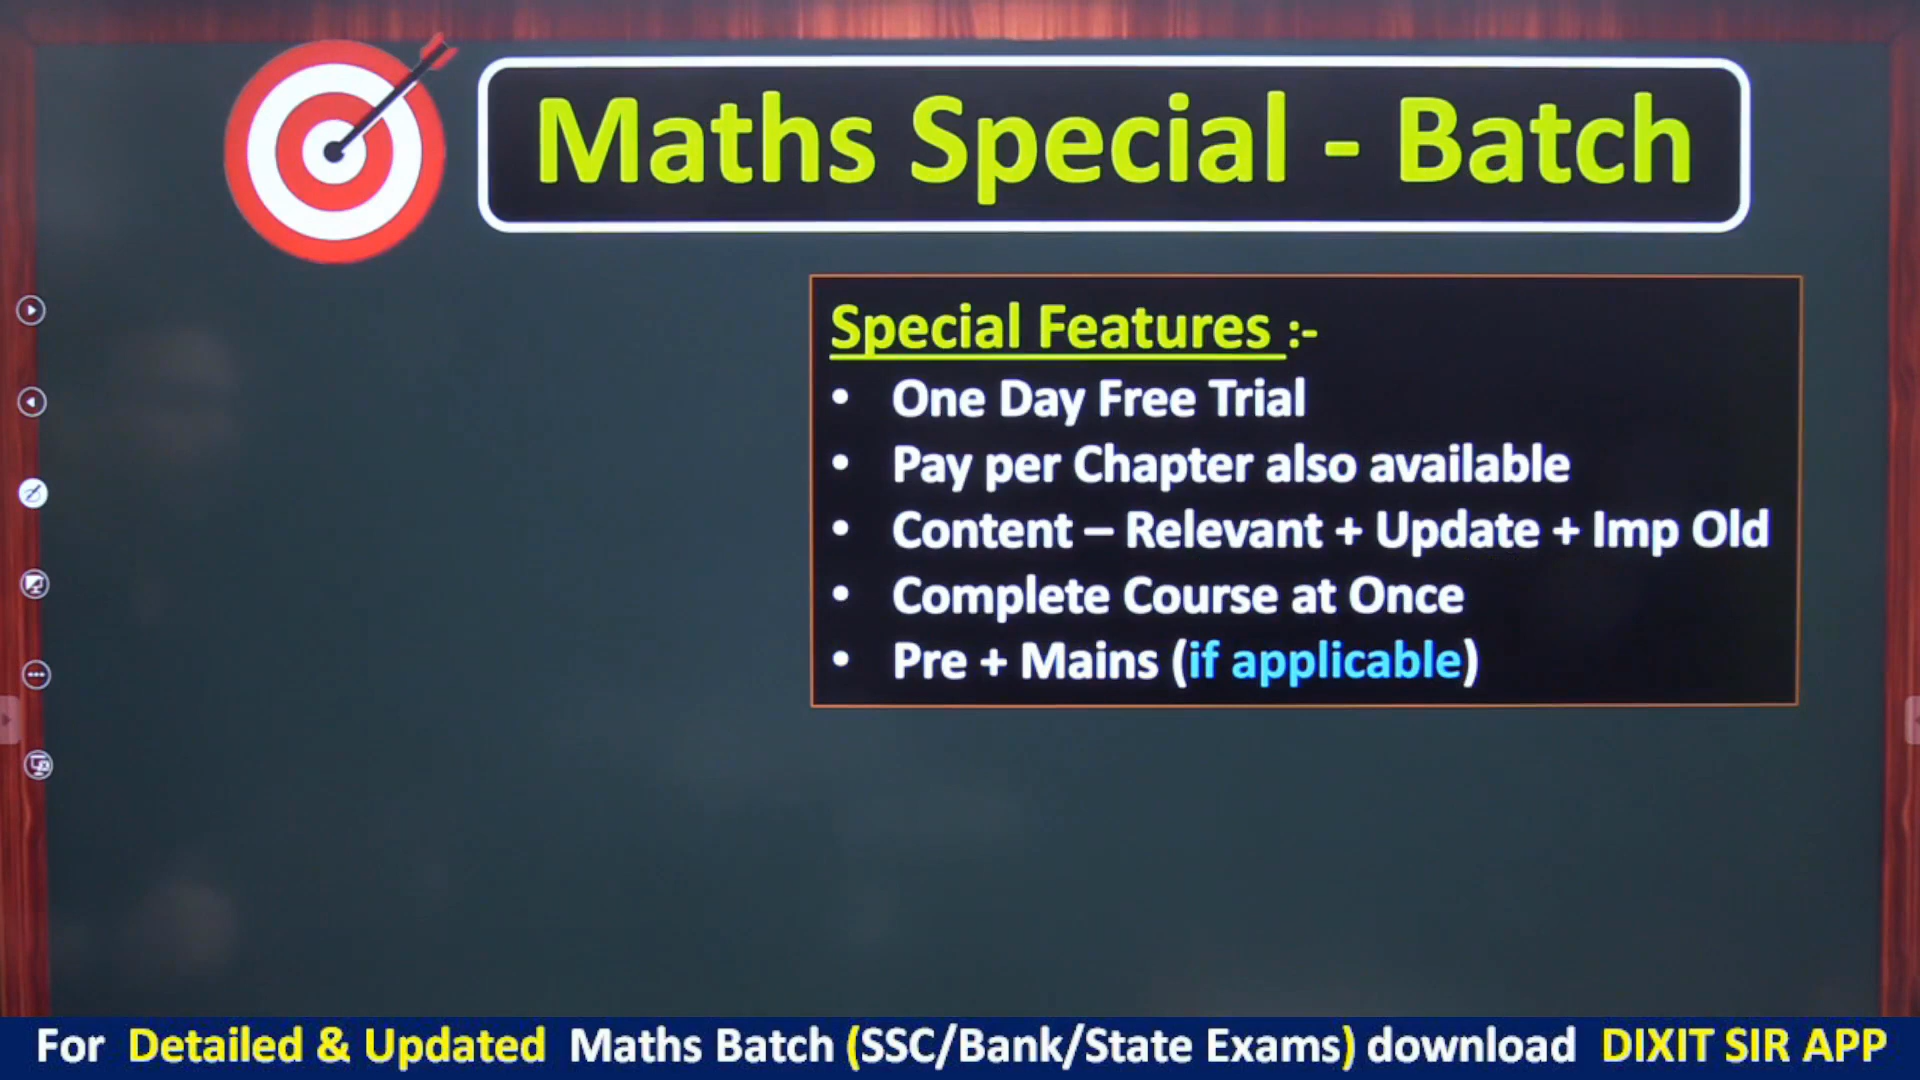 Maths Special - Batch
Special Features :-
• One Day Free Trial
• Pay per Chapter also available
• Content – Relevant + Update + Imp Old
• Complete Course at Once
• Pre + Mains (if applicable)
For Detailed & Updated Maths Batch (SSC/Bank/State Exams) download DIXIT SIR APP